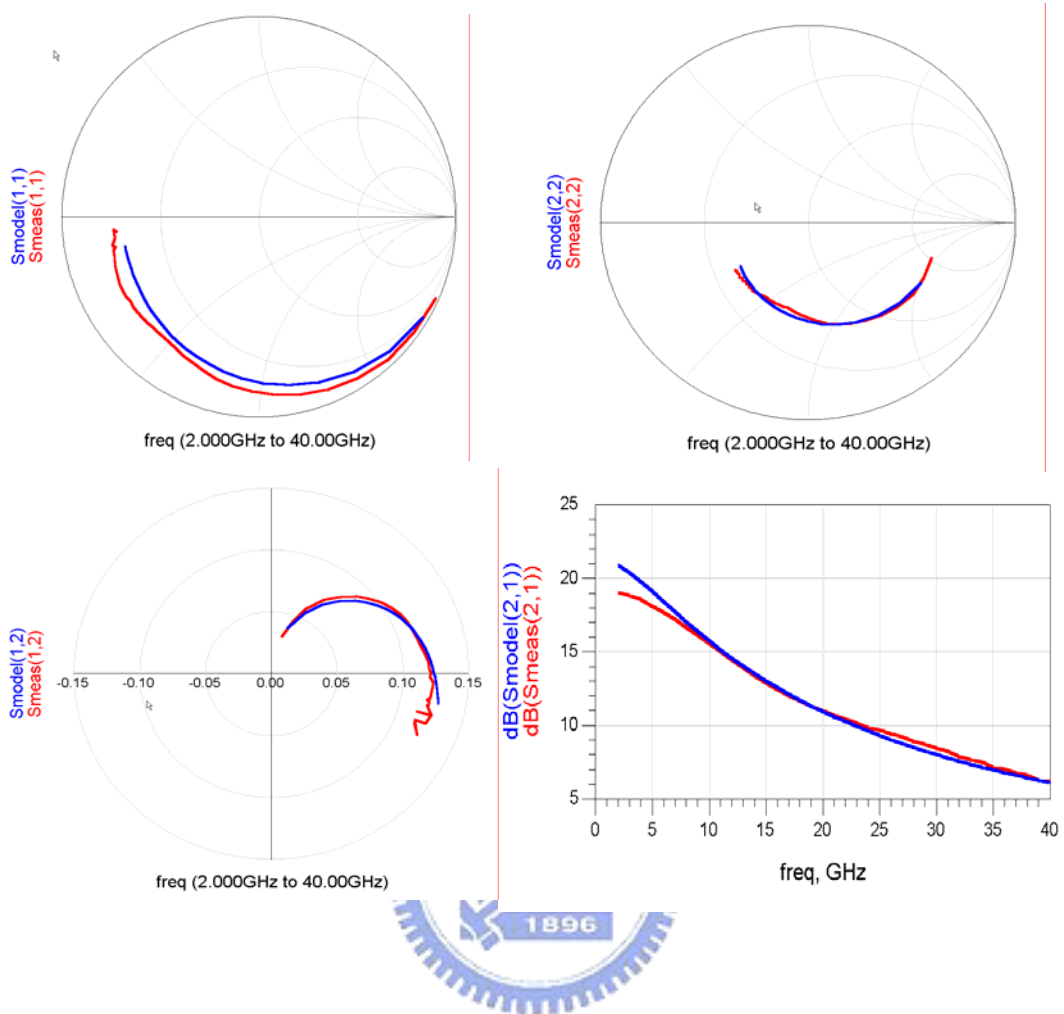 Smodel(1,1)
Smeas(1,1)
freq (2.000GHz to 40.00GHz)
Smodel(2,2)
Smeas(2,2)
freq (2.000GHz to 40.00GHz)
Smodel(1,2)
Smeas(1,2)
-0.15 -0.10 -0.05 0.00 0.05 0.10 0.15
freq (2.000GHz to 40.00GHz)
dB(Smodel(2,1))
dB(Smeas(2,1))
25
20
15
10
5
0 5 10 15 20 25 30 35 40
freq, GHz
1896